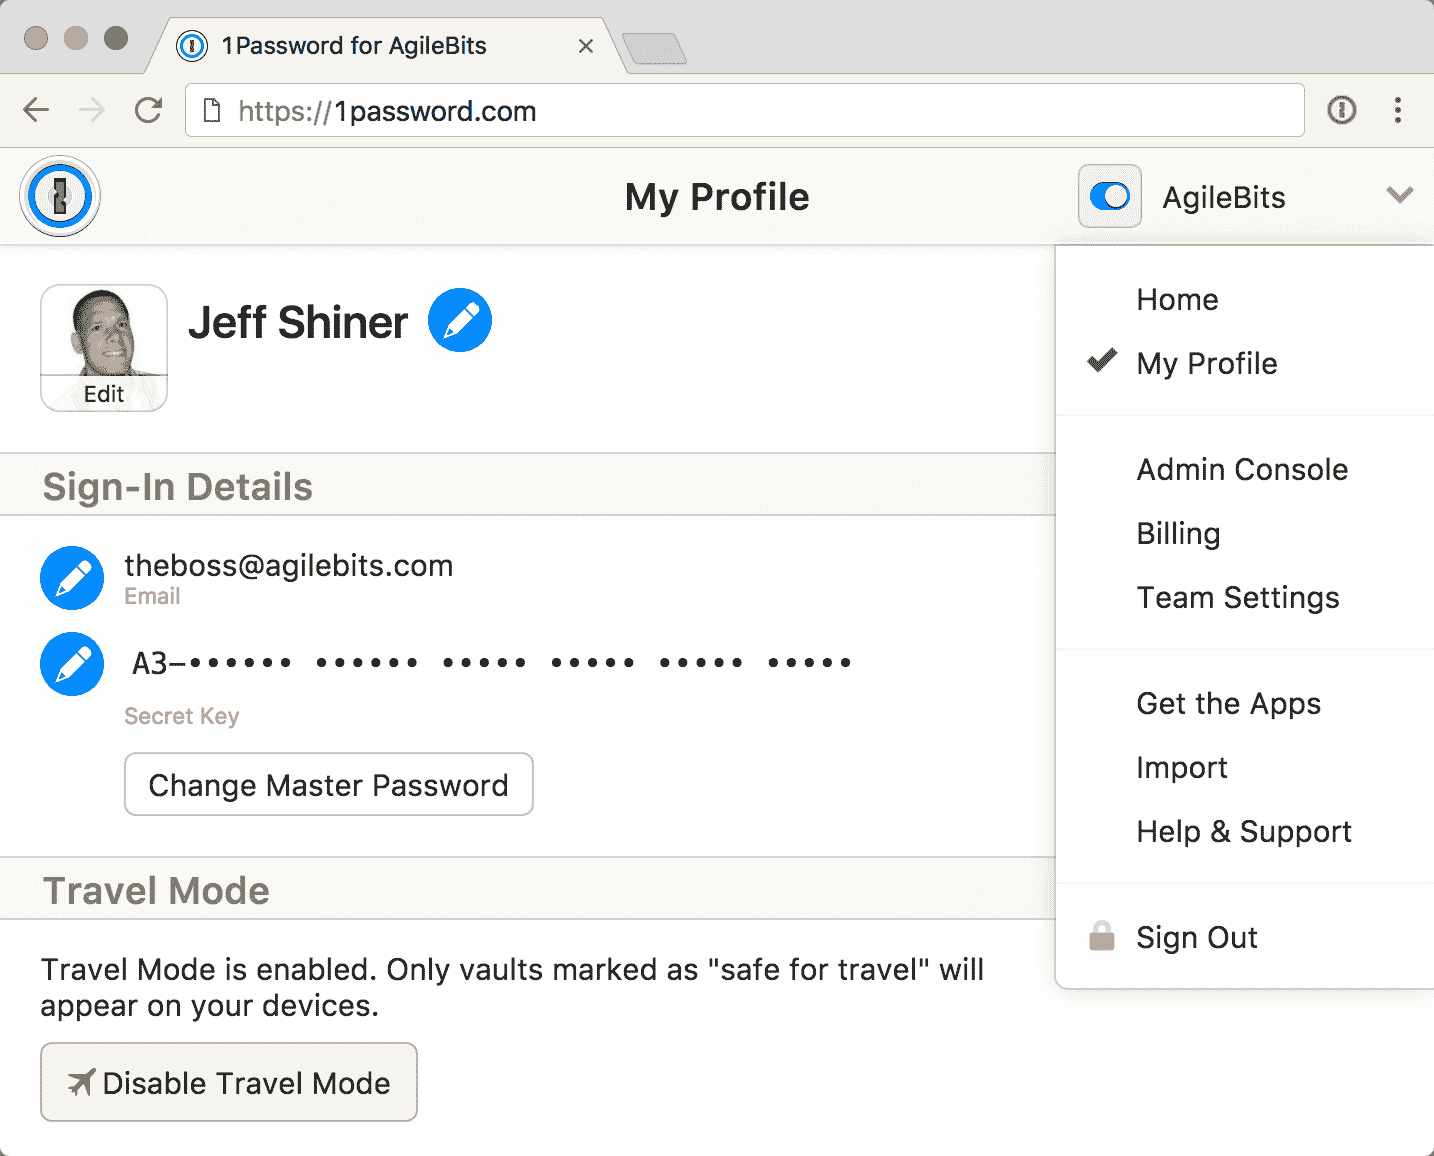 1Password for AgileBits
https://1password.com
My Profile
AgileBits
Jeff Shiner
Edit
Sign-In Details
theboss@agilebits.com
Email
A3-•••••• •••••• ••••• ••••• ••••• •••••
Secret Key
Change Master Password
Travel Mode
Travel Mode is enabled. Only vaults marked as "safe for travel" will
appear on your devices.
Disable Travel Mode
Home
My Profile
Admin Console
Billing
Team Settings
Get the Apps
Import
Help & Support
Sign Out